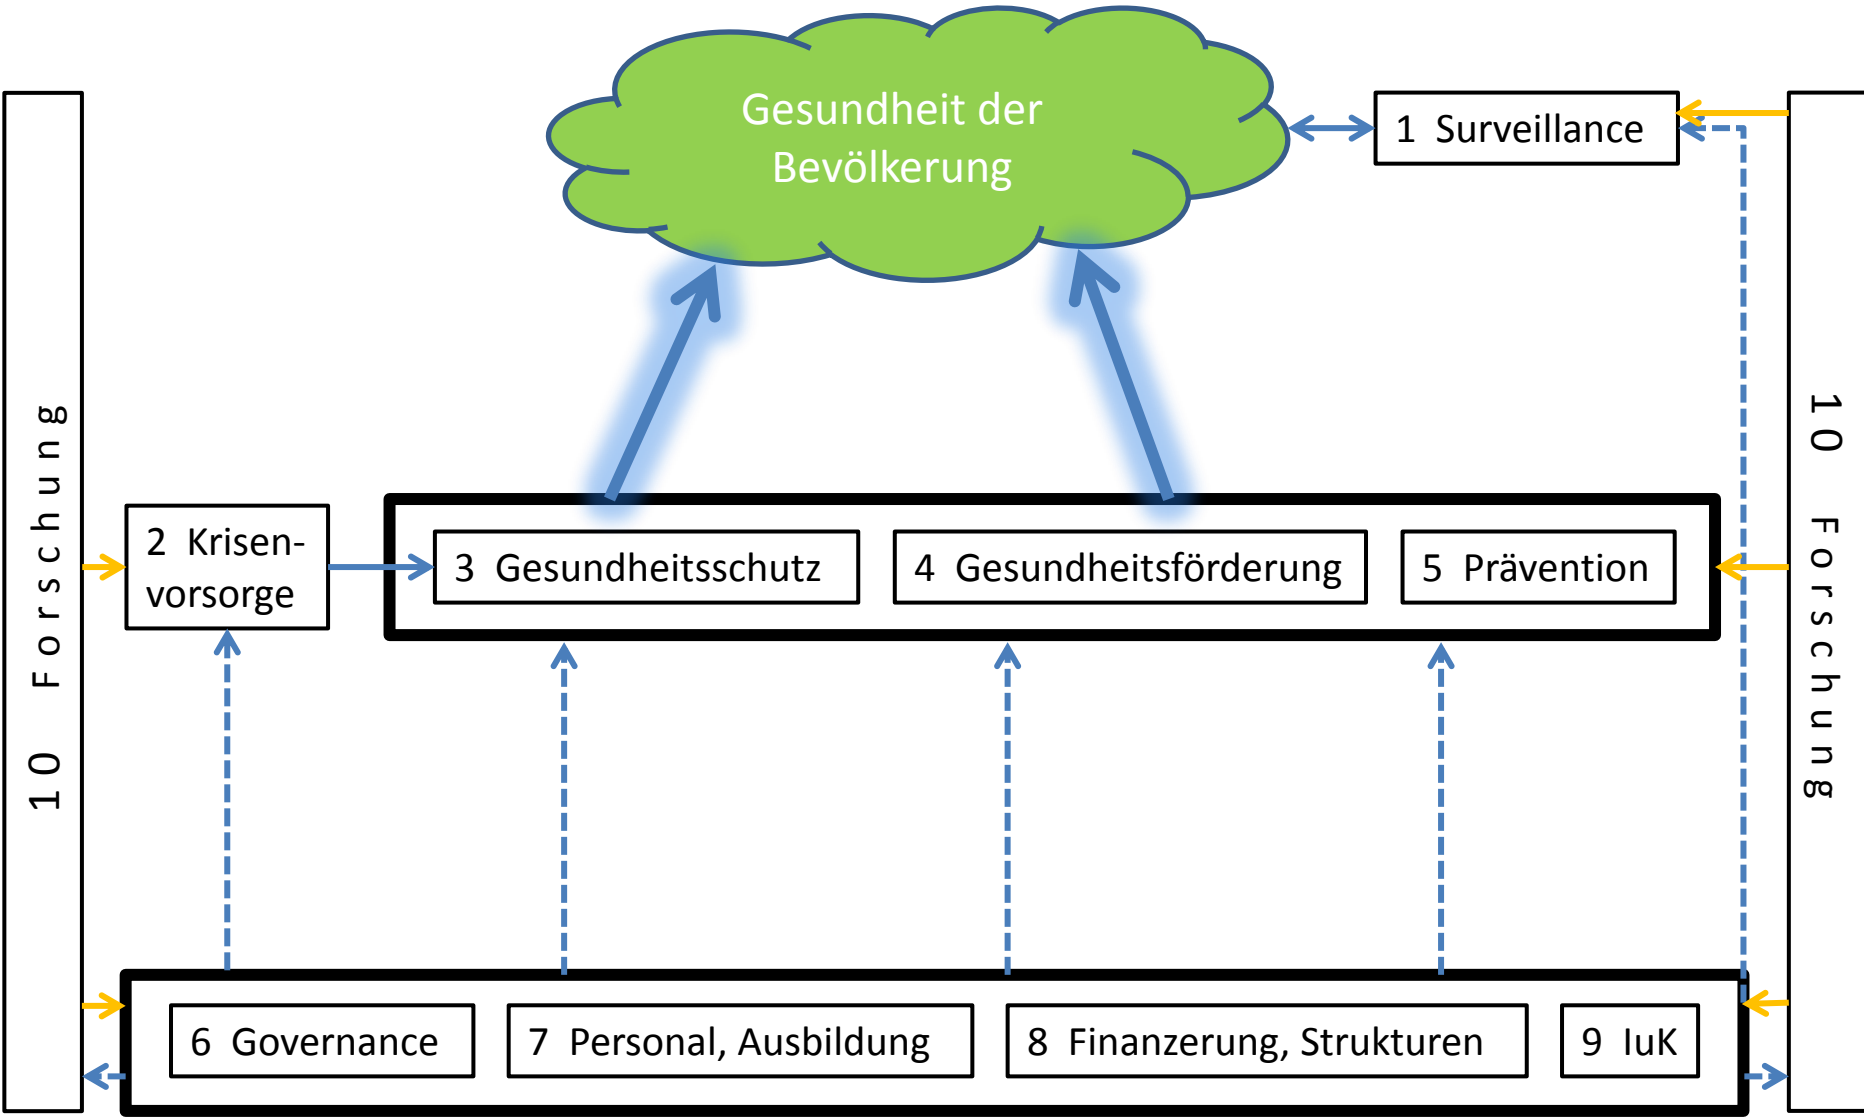 Gesundheit der
Bevölkerung
1 Surveillance
10 Forschung
10 Forschung
2 Krisen-
vorsorge
3 Gesundheitsschutz
4 Gesundheitsförderung
5 Prävention
6 Governance
7 Personal, Ausbildung
8 Finanzerung, Strukturen
9 IuK